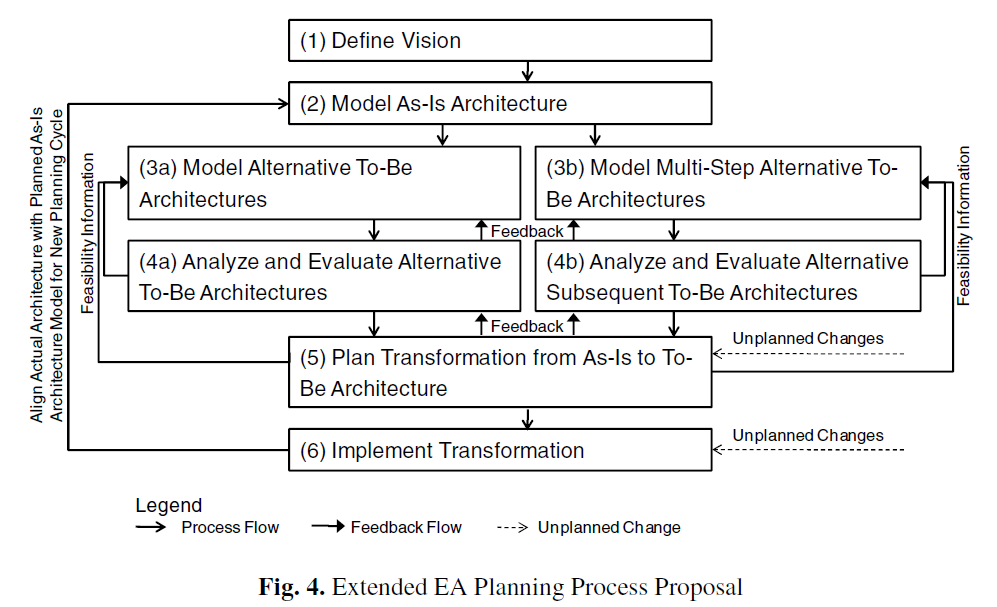 (1) Define Vision
(2) Model As-Is Architecture
Align Actual Architecture with Planned As-Is
Architecture Model for New Planning Cycle
Feasibility Information
(3a) Model Alternative To-Be
Architectures
(3b) Model Multi-Step Alternative To-
Be Architectures
Feasibility Information
Feedback
(4a) Analyze and Evaluate Alternative
To-Be Architectures
(4b) Analyze and Evaluate Alternative
Subsequent To-Be Architectures
Feedback
(5) Plan Transformation from As-Is to To-
Be Architecture
Unplanned Changes
(6) Implement Transformation
Unplanned Changes
Legend
Process Flow
Feedback Flow
Unplanned Change
Fig. 4. Extended EA Planning Process Proposal